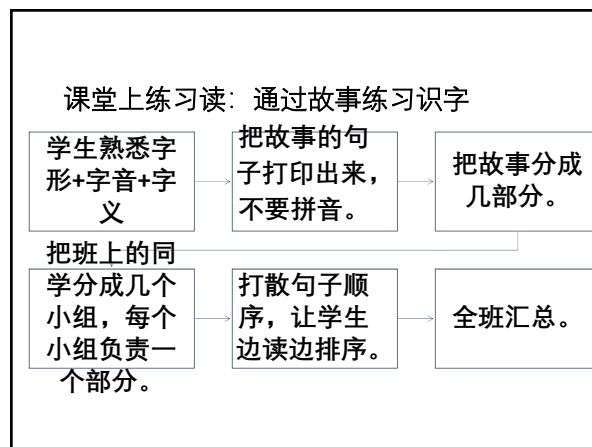 课堂上练习读：通过故事练习识字
学生熟悉字
形+字音+字
义
把故事的句
子打印出来，
不要拼音。
把故事分成
几部分。
把班上的同
学分成几个
小组，每个
小组负责一
个部分。
打散句子顺
序，让学生
边读边排序。
全班汇总。